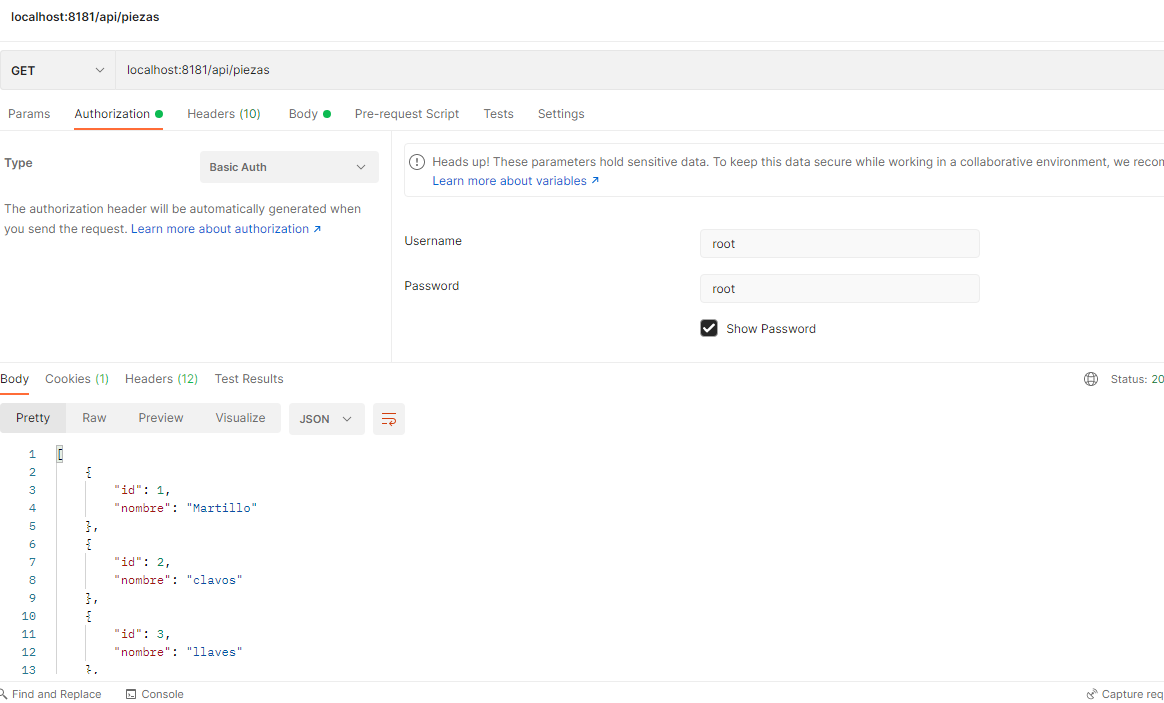 localhost:8181/api/piezas
GET localhost:8181/api/piezas
Params Authorization Headers (10) Body Pre-request Script Tests Settings
Type Basic Auth
The authorization header will be automatically generated when
you send the request. Learn more about authorization ↗
Heads up! These parameters hold sensitive data. To keep this data secure while working in a collaborative environment, we recon
Learn more about variables ↗
Username root
Password root
Show Password
Body Cookies (1) Headers (12) Test Results Status: 20
Pretty Raw Preview Visualize JSON
1 [
2 {
3 "id": 1,
4 "nombre": "Martillo"
5 },
6 {
7 "id": 2,
8 "nombre": "clavos"
9 },
10 {
11 "id": 3,
12 "nombre": "llaves"
13 },
Find and Replace Console Capture req